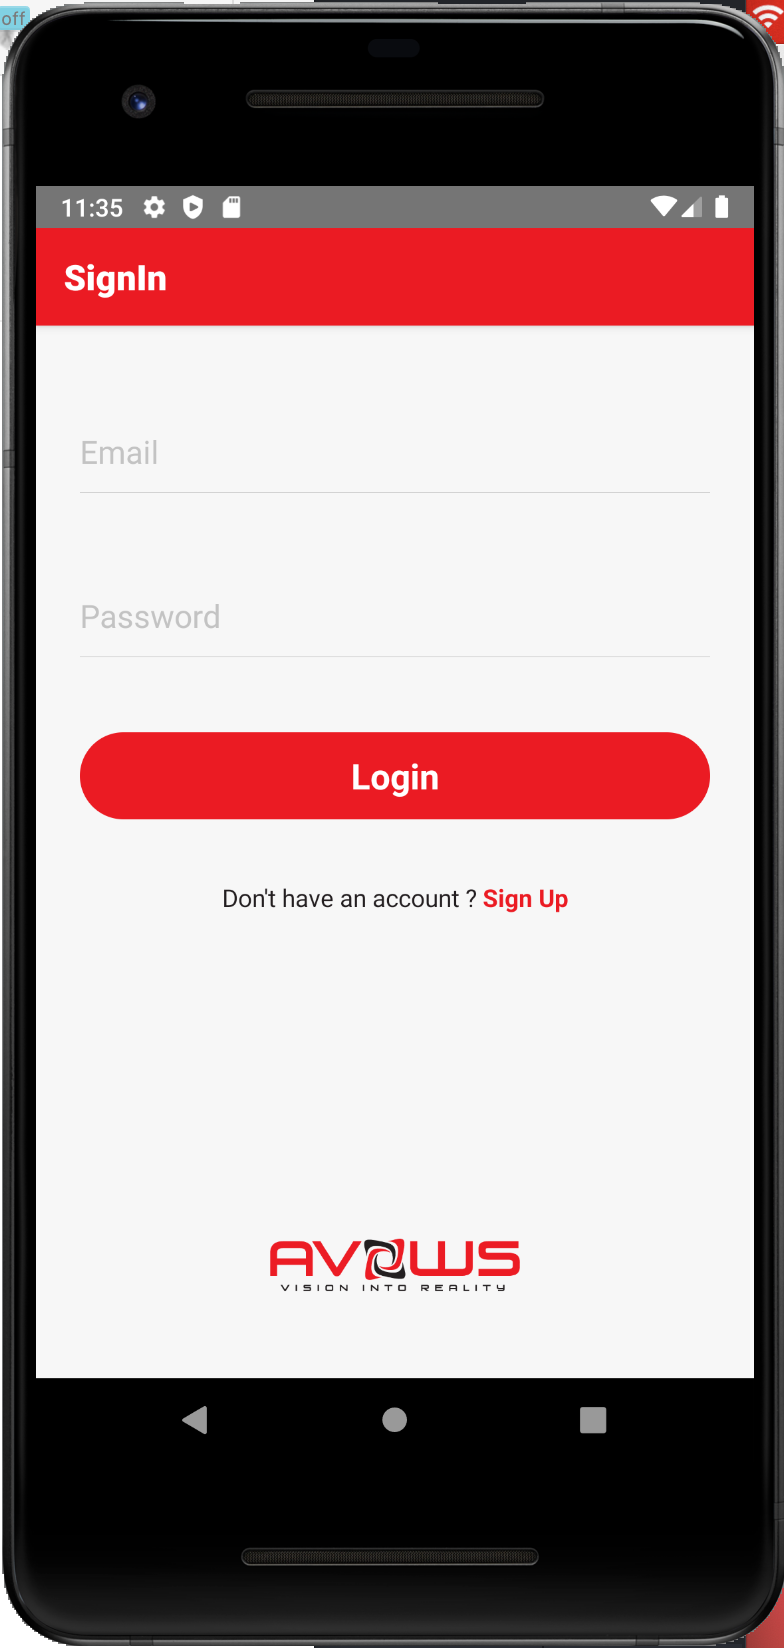 off
11:35
SignIn
Email
Password
Login
Don't have an account ? Sign Up
AVOWS
VISION INTO REALITY